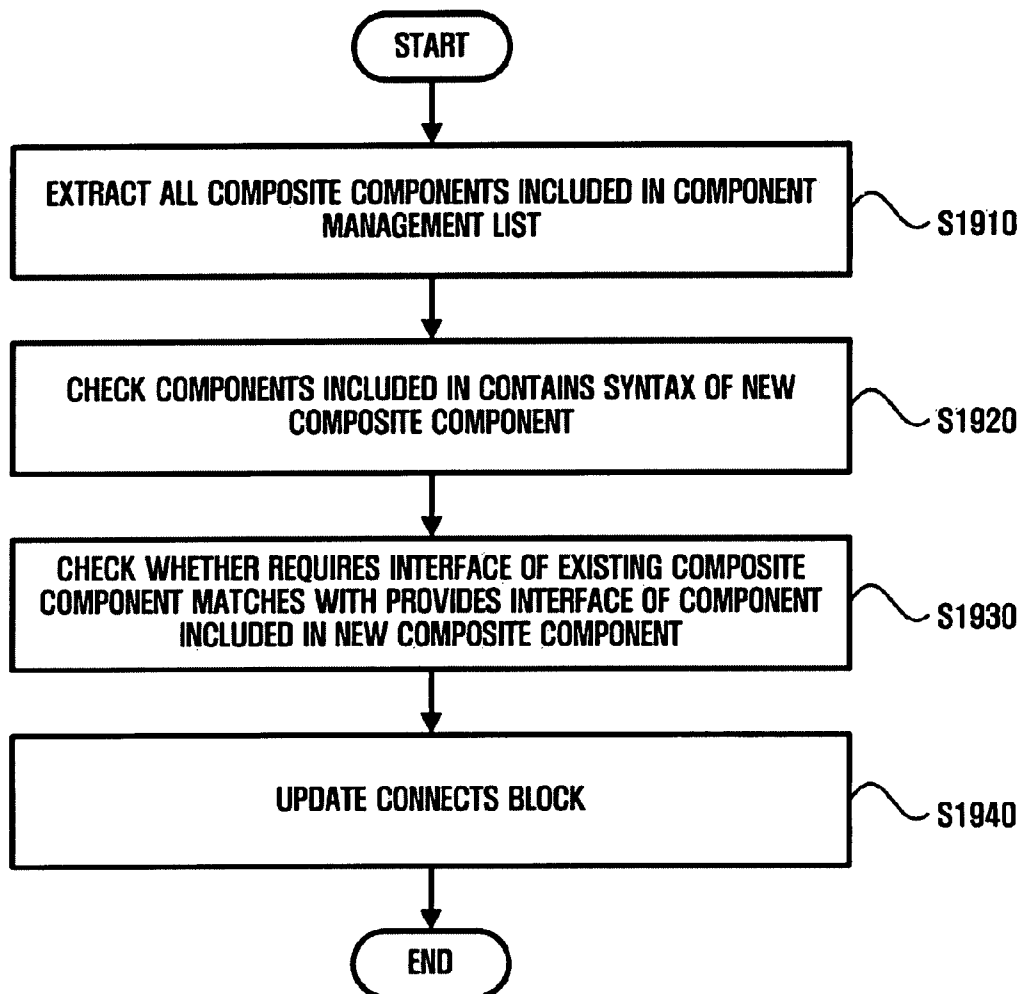 START
EXTRACT ALL COMPOSITE COMPONENTS INCLUDED IN COMPONENT
MANAGEMENT LIST
S1910
CHECK COMPONENTS INCLUDED IN CONTAINS SYNTAX OF NEW
COMPOSITE COMPONENT
S1920
CHECK WHETHER REQUIRES INTERFACE OF EXISTING COMPOSITE
COMPONENT MATCHES WITH PROVIDES INTERFACE OF COMPONENT
INCLUDED IN NEW COMPOSITE COMPONENT
S1930
UPDATE CONNECTS BLOCK
S1940
END